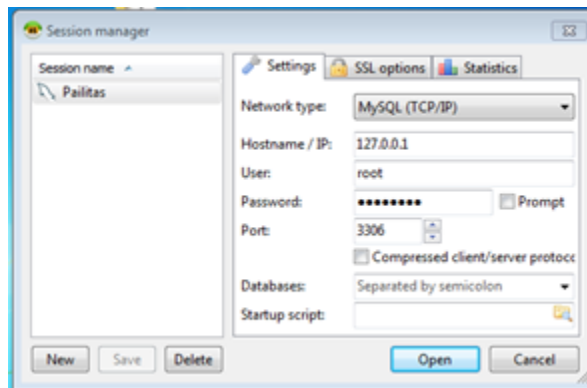 Session manager
Session name
Pailitas
Settings
SSL options
Statistics
Network type:
MySQL (TCP/IP)
Hostname / IP:
127.0.0.1
User:
root
Password:
●●●●●●●●
Prompt
Port:
3306
Compressed client/server protoco
Databases:
Separated by semicolon
Startup script:
New
Save
Delete
Open
Cancel